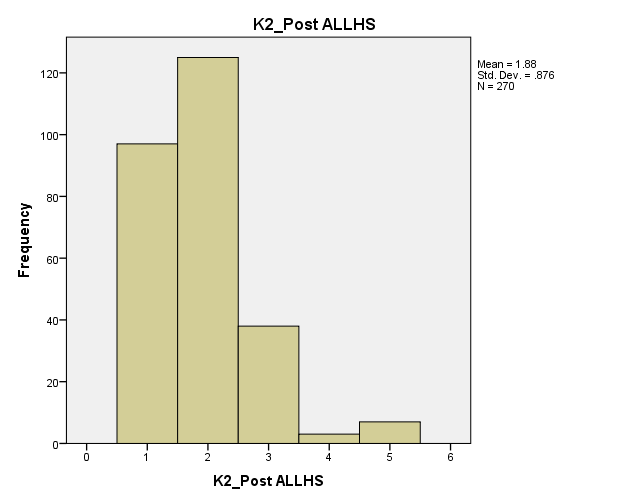 K2_Post ALLHS
Mean = 1.88
Std. Dev. = .876
N = 270
Frequency
120
100
80
60
40
20
0
0 1 2 3 4 5 6
K2_Post ALLHS